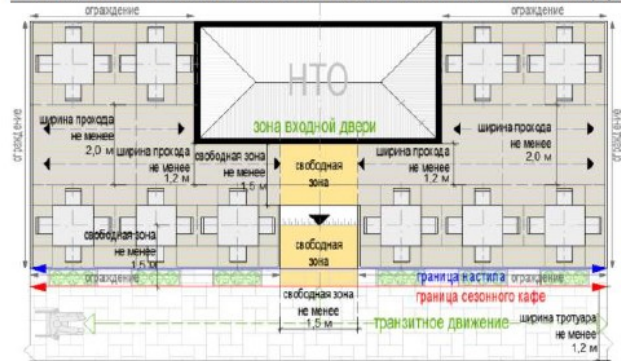 ограждение
ограждение
ограждение
ограждение
НТО
зона входной двери
ширина прохода
не менее
2,0 м
ширина прохода
не менее
1,2 м
свободная зона
не менее
1,5 м
свободная
зона
ширина прохода
не менее
1,2 м
ширина прохода
не менее
2,0 м
свободная зона
не менее
1,5 м
свободная
зона
ограждение
ограждение
граница настила
граница сезонного кафе
свободная зона
не менее
1,5 м
транзитное движение
ширина тротуара
не менее
1,2 м